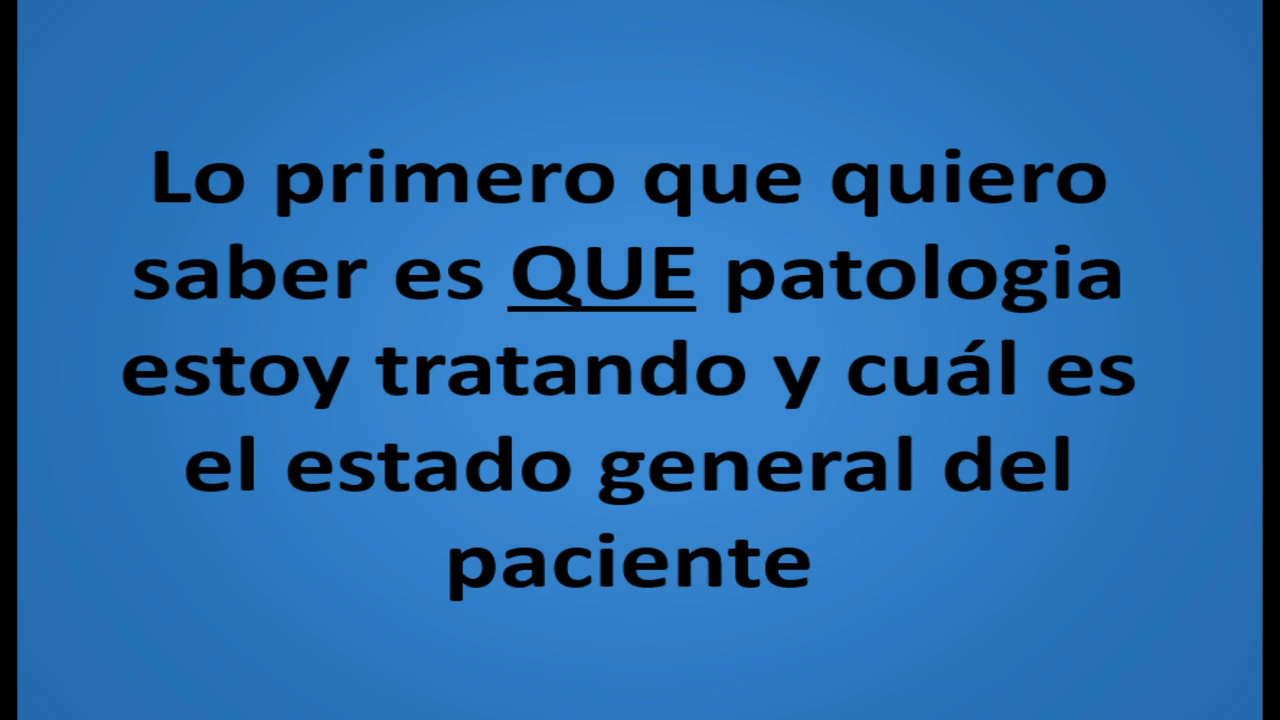 Lo primero que quiero
saber es QUE patologia
estoy tratando y cuál es
el estado general del
paciente